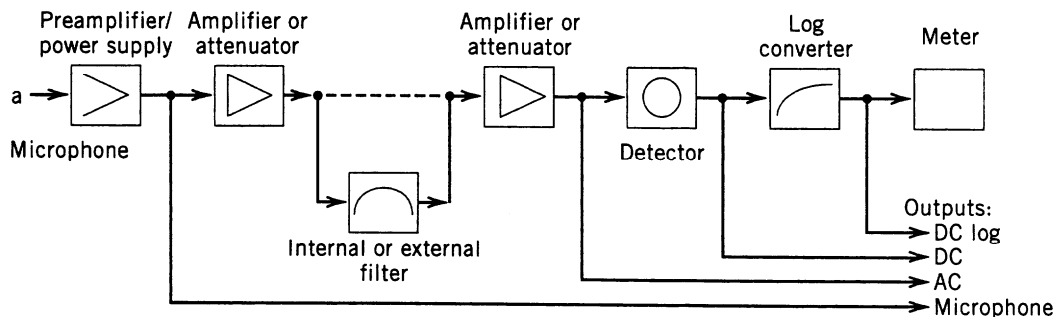 Preamplifier/
power supply
Amplifier or
attenuator
Amplifier or
attenuator
Log
converter
Meter
a
Microphone
Detector
Internal or external
filter
Outputs:
DC log
DC
AC
Microphone